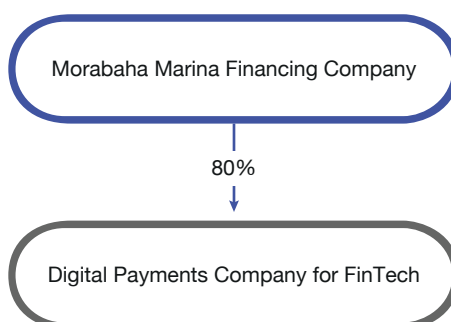 Morabaha Marina Financing Company
80%
Digital Payments Company for FinTech